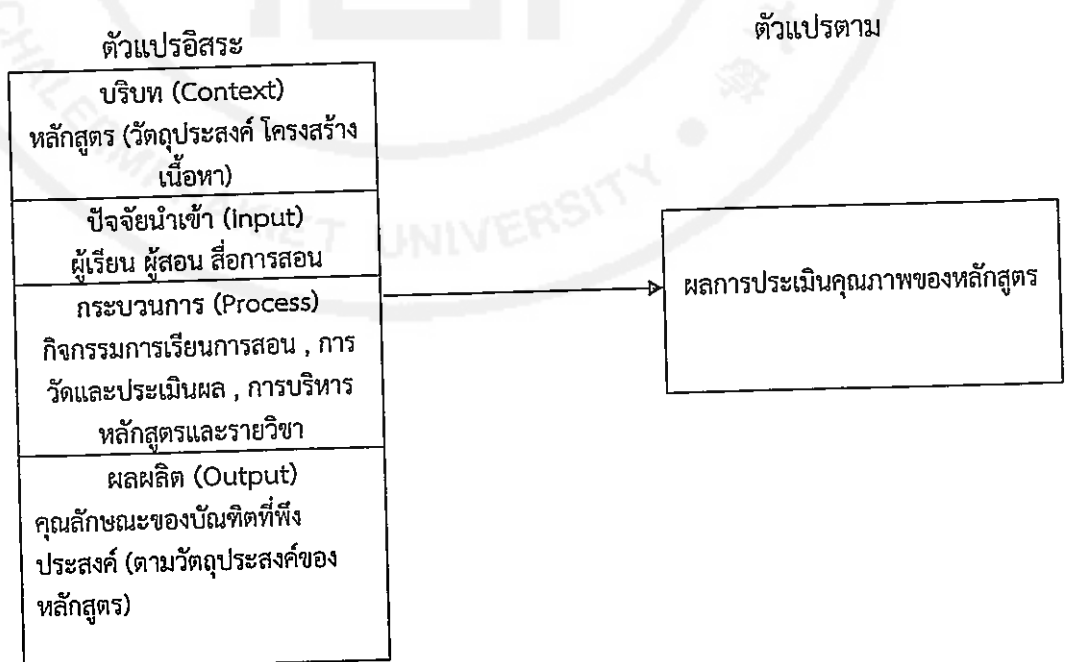 ตัวแปรอิสระ
ตัวแปรตาม
บริบท (Context)
หลักสูตร (วัตถุประสงค์ โครงสร้าง
เนื้อหา)
ปัจจัยนำเข้า (Input)
ผู้เรียน ผู้สอน สื่อการสอน
กระบวนการ (Process)
กิจกรรมการเรียนการสอน , การ
วัดและประเมินผล , การบริหาร
หลักสูตรและรายวิชา
ผลผลิต (Output)
คุณลักษณะของบัณฑิตที่พึง
ประสงค์ (ตามวัตถุประสงค์ของ
หลักสูตร)
ผลการประเมินคุณภาพของหลักสูตร
UNIVERSITY